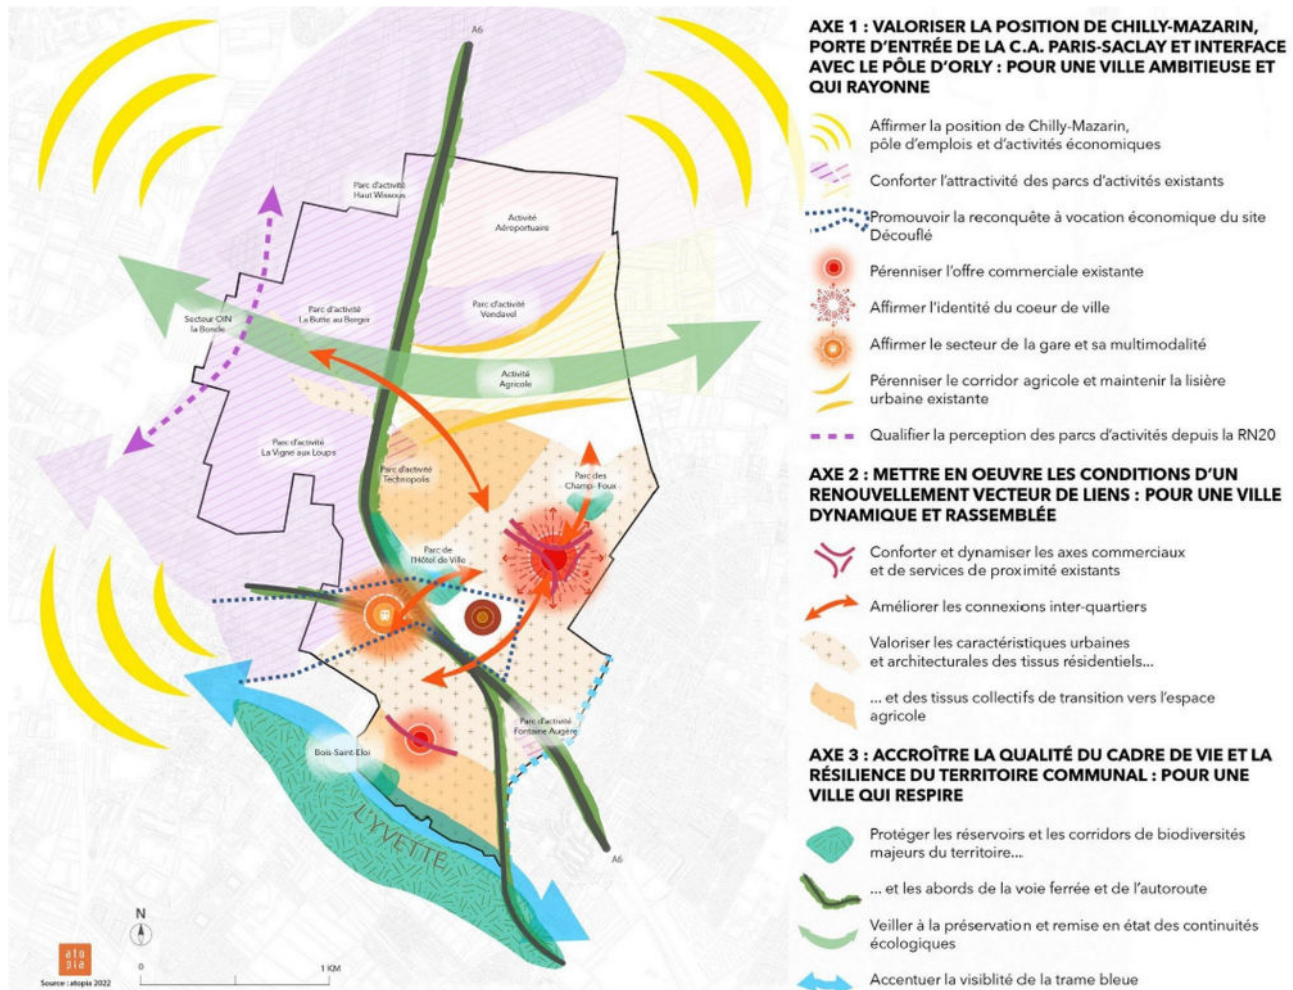 A6
Parc d'activité
Haut Wissous
Activité
Aéroportuaire
Parc d'activité
La Butte au Berger
Parc d'activité
Vendavel
Secteur OIN
la Bonde
Activité
Agricole
Parc d'activité
La Vigne aux Loups
Parc d'activité
Technopolis
Parc des
Champ- Foux
Parc de
l'Hôtel de Ville
Parc d'activité
Fontaine Augère
Bois-Saint-Eloi
L'YVETTE
A6
N
0
1 KM
ato
pia
Source : atopia 2022
AXE 1 : VALORISER LA POSITION DE CHILLY-MAZARIN,
PORTE D'ENTRÉE DE LA C.A. PARIS-SACLAY ET INTERFACE
AVEC LE PÔLE D'ORLY : POUR UNE VILLE AMBITIEUSE ET
QUI RAYONNE
Affirmer la position de Chilly-Mazarin,
pôle d'emplois et d'activités économiques
Conforter l'attractivité des parcs d'activités existants
Promouvoir la reconquête à vocation économique du site
Découflé
Pérenniser l'offre commerciale existante
Affirmer l'identité du coeur de ville
Affirmer le secteur de la gare et sa multimodalité
Pérenniser le corridor agricole et maintenir la lisière
urbaine existante
Qualifier la perception des parcs d'activités depuis la RN20
AXE 2 : METTRE EN OEUVRE LES CONDITIONS D'UN
RENOUVELLEMENT VECTEUR DE LIENS : POUR UNE VILLE
DYNAMIQUE ET RASSEMBLÉE
Conforter et dynamiser les axes commerciaux
et de services de proximité existants
Améliorer les connexions inter-quartiers
Valoriser les caractéristiques urbaines
et architecturales des tissus résidentiels...
... et des tissus collectifs de transition vers l'espace
agricole
AXE 3 : ACCROÎTRE LA QUALITÉ DU CADRE DE VIE ET LA
RÉSILIENCE DU TERRITOIRE COMMUNAL : POUR UNE
VILLE QUI RESPIRE
Protéger les réservoirs et les corridors de biodiversités
majeurs du territoire...
... et les abords de la voie ferrée et de l'autoroute
Veiller à la préservation et remise en état des continuités
écologiques
Accentuer la visiblité de la trame bleue